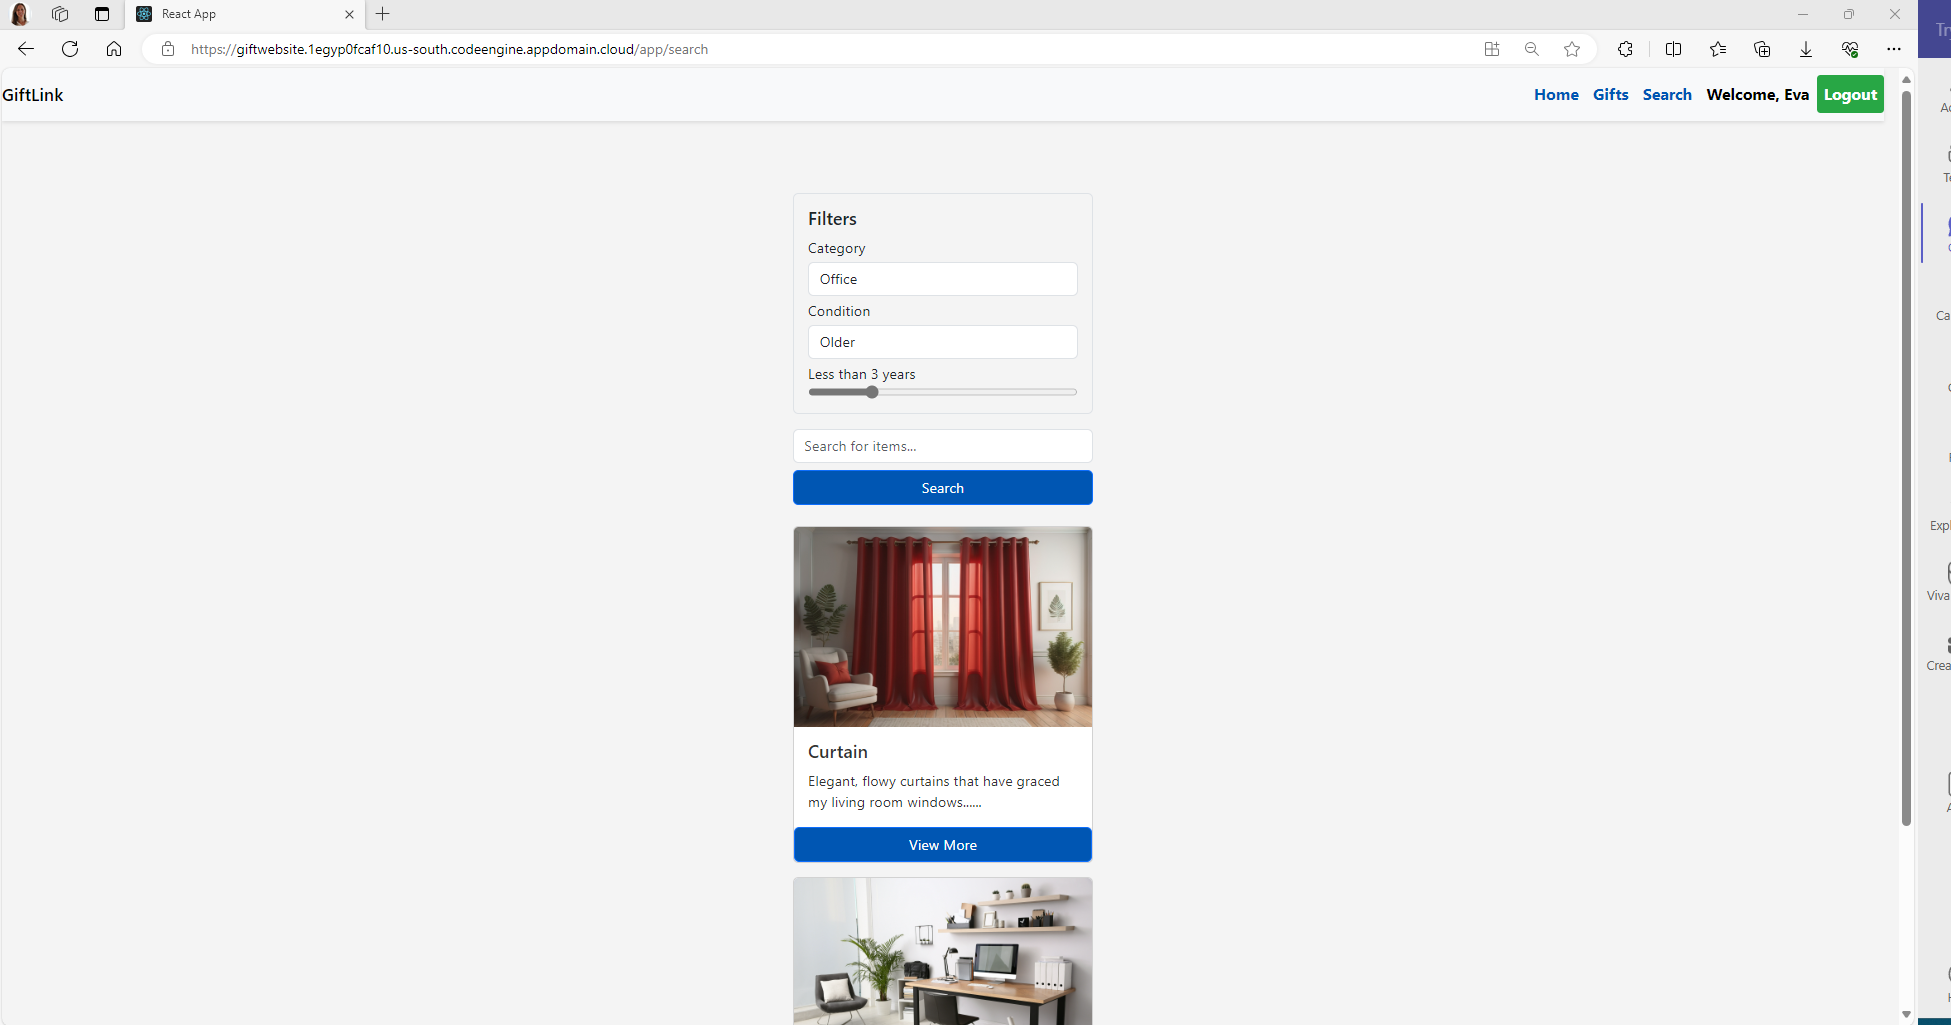 React App
https://giftwebsite.1egyp0fcaf10.us-south.codeengine.appdomain.cloud/app/search
GiftLink
Home Gifts Search Welcome, Eva Logout
Filters
Category
Office
Condition
Older
Less than 3 years
Search for items...
Search
Curtain
Elegant, flowy curtains that have graced
my living room windows......
View More